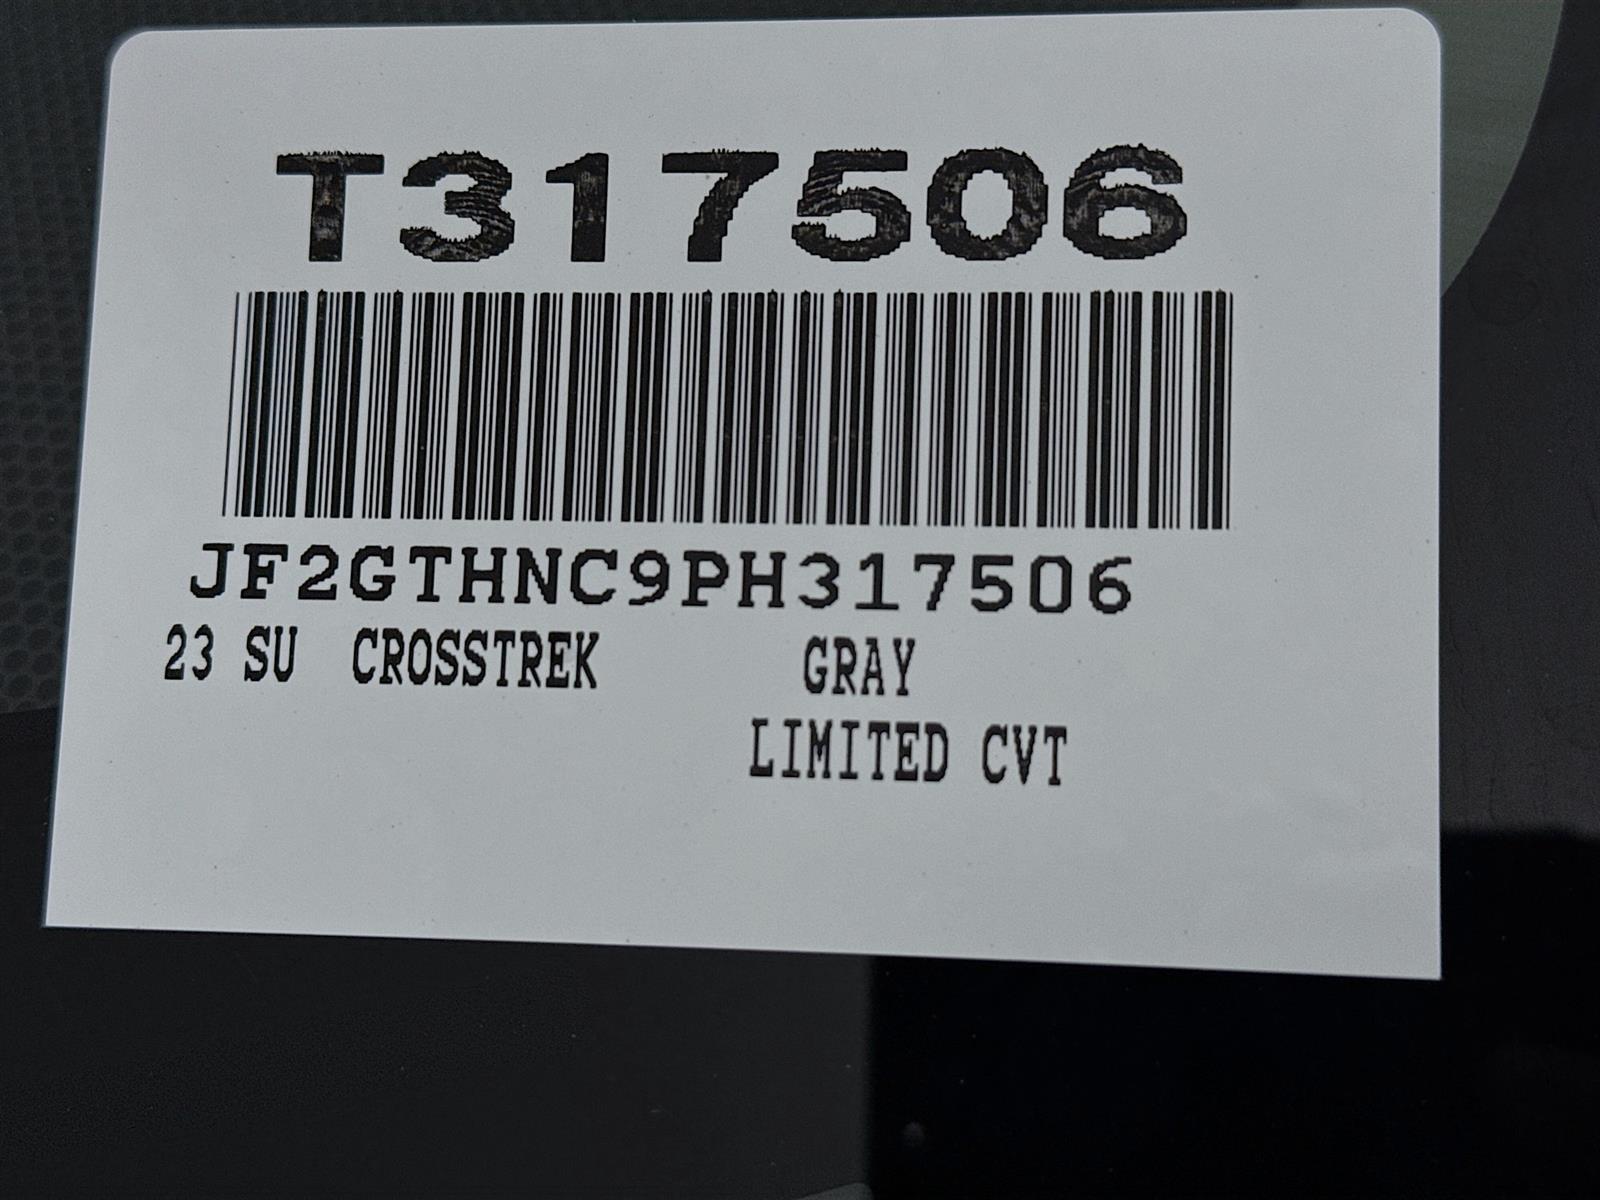 T317506
JF2GTHNC9PH317506
23 SU CROSSTREK GRAY
LIMITED CVT